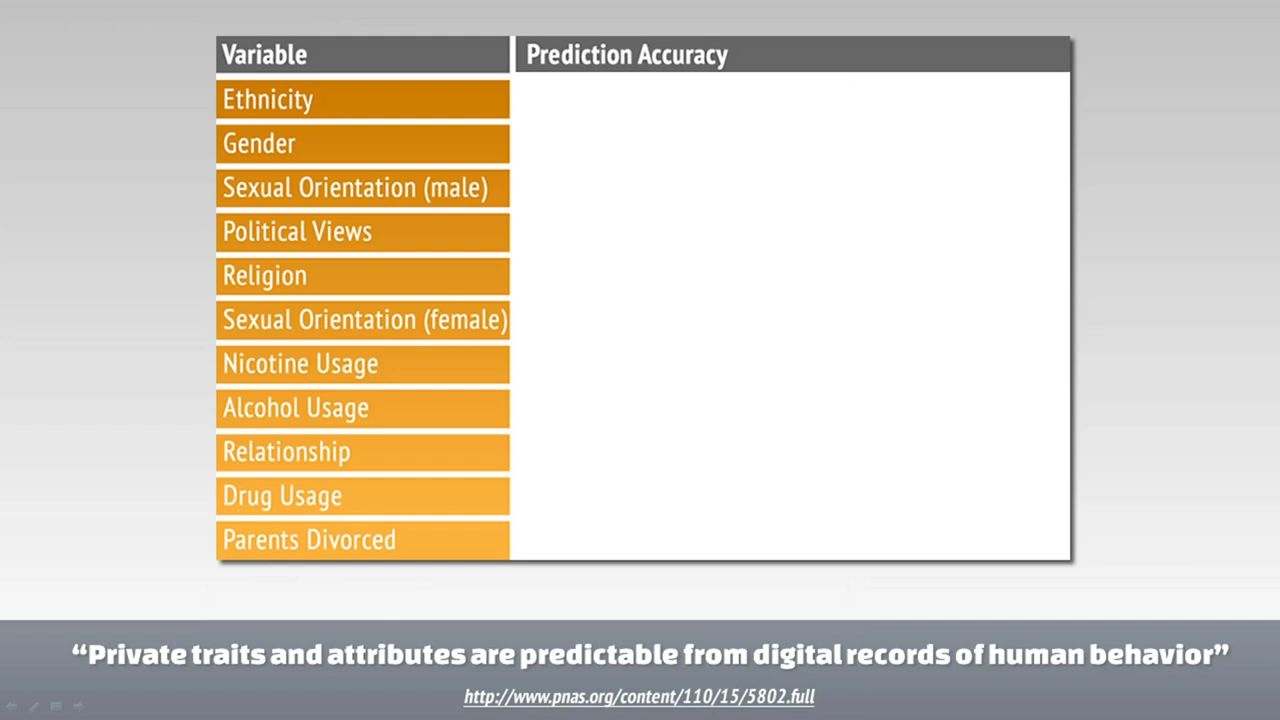 Variable Prediction Accuracy
Ethnicity
Gender
Sexual Orientation (male)
Political Views
Religion
Sexual Orientation (female)
Nicotine Usage
Alcohol Usage
Relationship
Drug Usage
Parents Divorced
“Private traits and attributes are predictable from digital records of human behavior”
http://www.pnas.org/content/110/15/5802.full